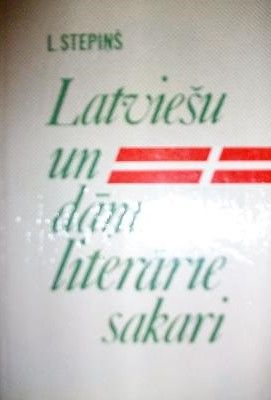 L. STEPIŅŠ
Latviešu
un
dāņu
literārie
sakari